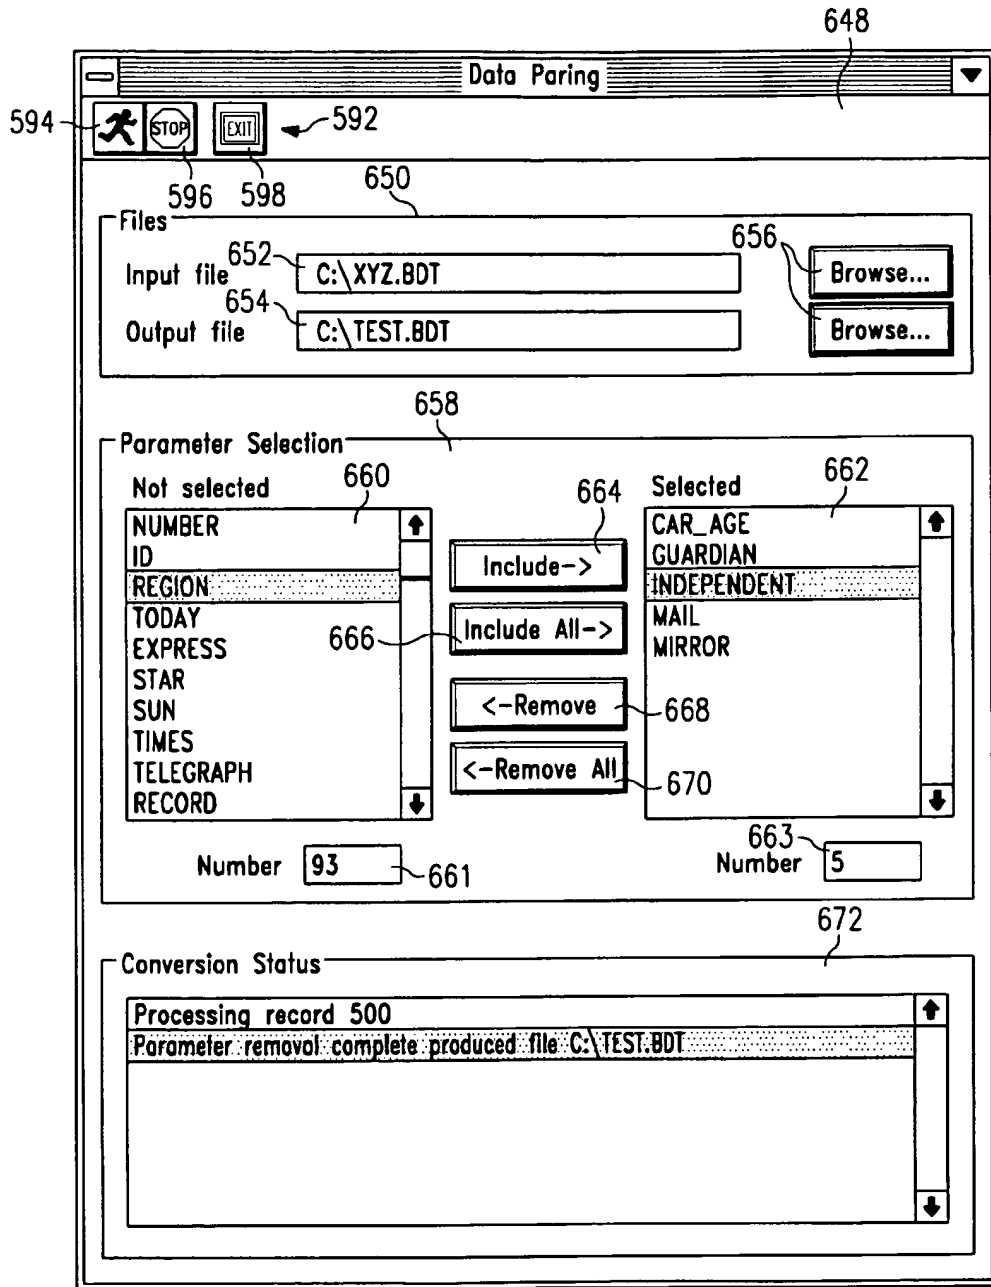 648
Data Paring
594
STOP
EXIT
592
596
598
650
Files
652
656
Input file
C:\XYZ.BDT
Browse...
654
Output file
C:\TEST.BDT
Browse...
658
Parameter Selection
Not selected
660
664
Selected
662
NUMBER
ID
REGION
TODAY
EXPRESS
STAR
SUN
TIMES
TELEGRAPH
RECORD
Include->
666
Include All->
<-Remove
668
<-Remove All
670
CAR_AGE
GUARDIAN
INDEPENDENT
MAIL
MIRROR
Number
93
661
663
Number
5
672
Conversion Status
Processing record 500
Parameter removal complete produced file C:\TEST.BDT